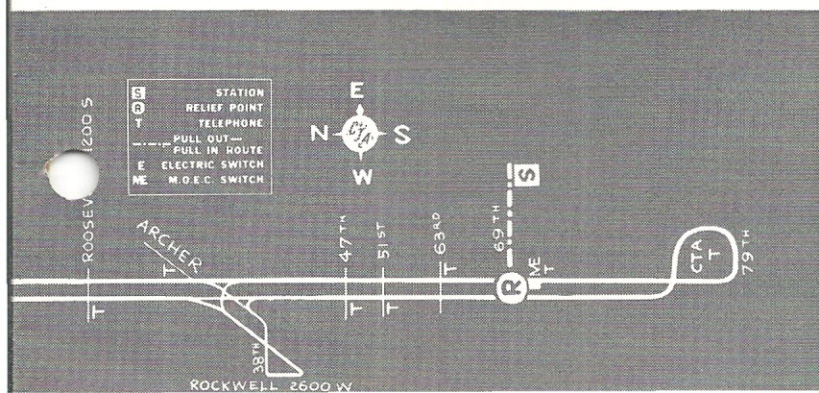 S STATION
R RELIEF POINT
T TELEPHONE
PULL OUT—
PULL IN ROUTE
E ELECTRIC SWITCH
ME M.O.E.C. SWITCH
E
N CTA S
W
1200 S
ROOSEV
T
ARCHER
T
38TH
ROCKWELL 2600 W
47TH
T
51ST
T
63RD
T
69TH
S
R
ME
T
CTA
T
79TH